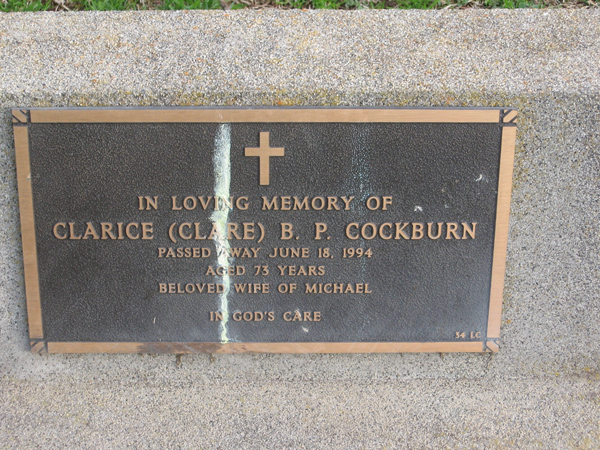 IN LOVING MEMORY OF
CLARICE (CLARE) B. P. COCKBURN
PASSED AWAY JUNE 18, 1994
AGED 73 YEARS
BELOVED WIFE OF MICHAEL
IN GOD'S CARE
54 LC